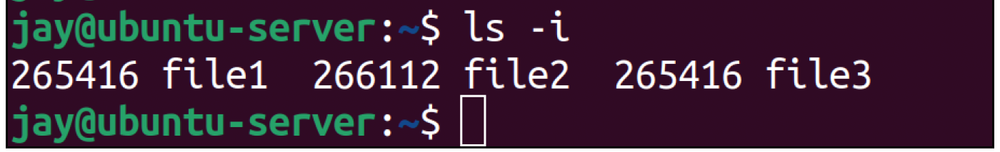 jay@ubuntu-server:~$ ls -i
265416 file1  266112 file2  265416 file3
jay@ubuntu-server:~$